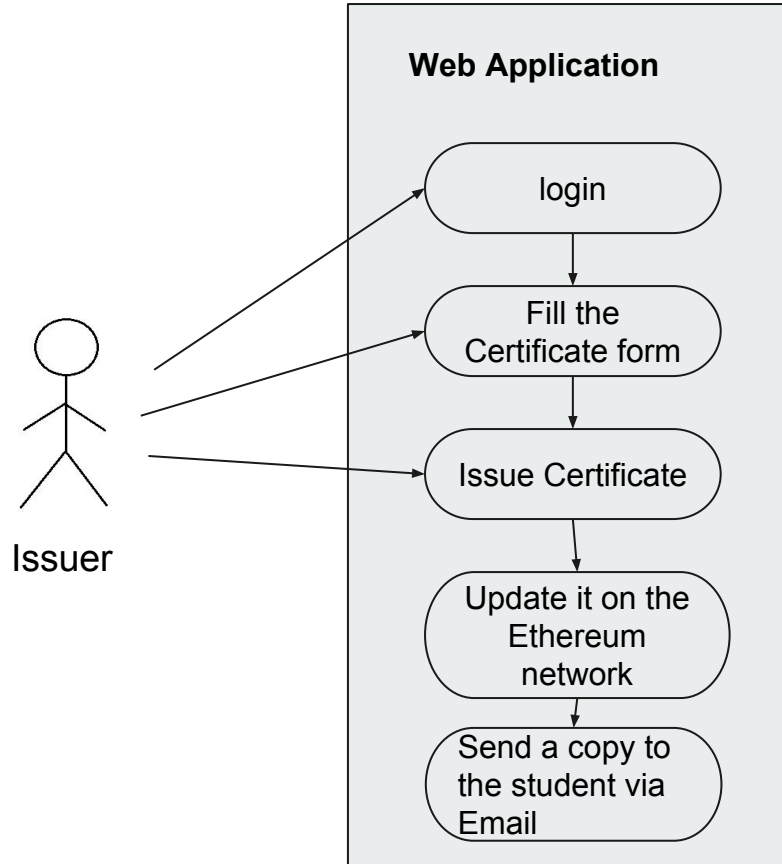 Web Application
login
Fill the
Certificate form
Issue Certificate
Issuer
Update it on the
Ethereum
network
Send a copy to
the student via
Email